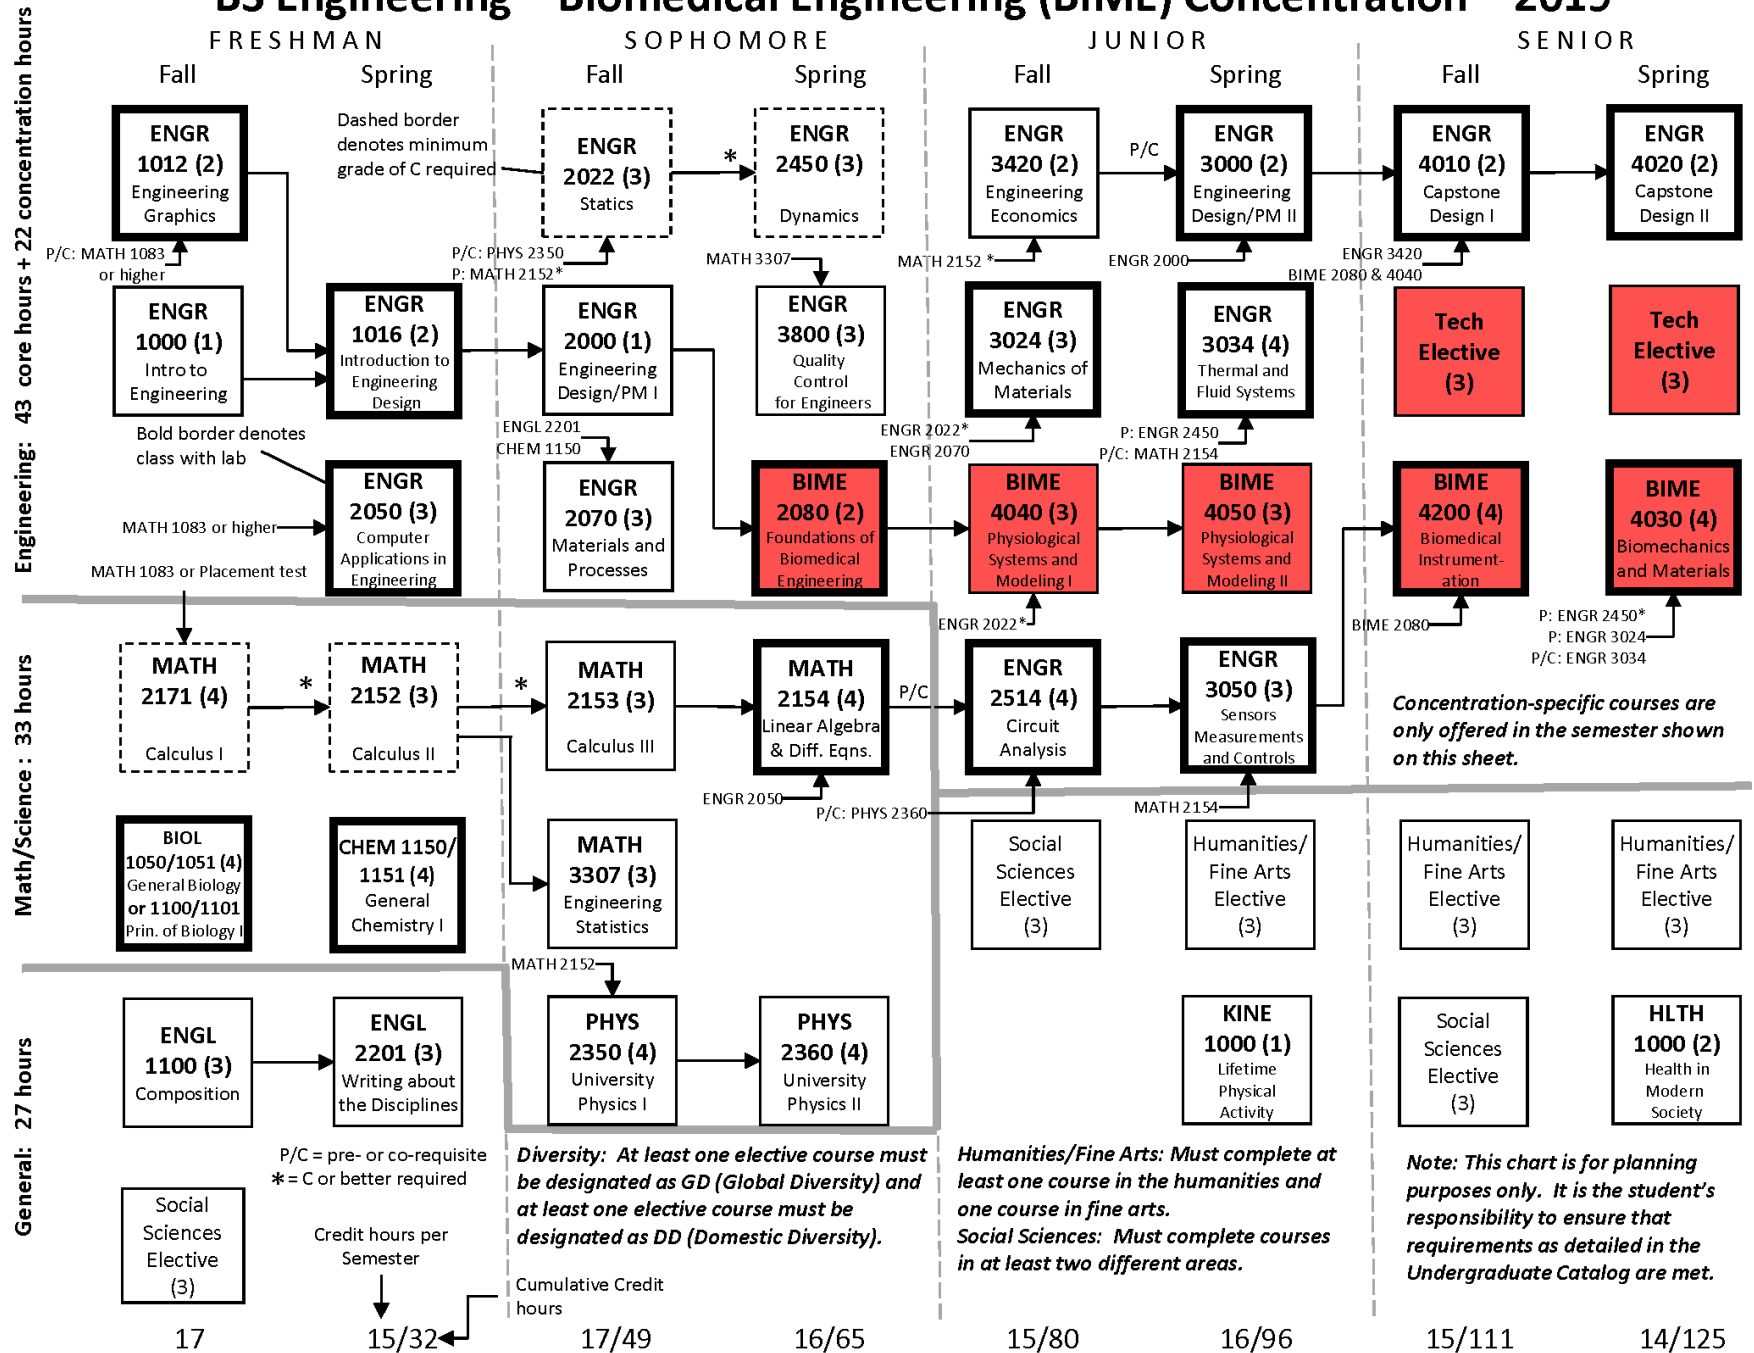 BS Engineering – Biomedical Engineering (BIME) Concentration – 2015
FRESHMAN
SOPHOMORE
JUNIOR
SENIOR
Fall
Spring
Fall
Spring
Fall
Spring
Fall
Spring
Engineering: 43 core hours + 22 concentration hours
ENGR
1012 (2)
Engineering
Graphics
P/C: MATH 1083
or higher
Dashed border
denotes minimum
grade of C required
ENGR
2022 (3)
Statics
P/C: PHYS 2350
P: MATH 2152*
*
ENGR
2450 (3)
Dynamics
MATH 3307
ENGR
3420 (2)
Engineering
Economics
MATH 2152 *
P/C
ENGR
3000 (2)
Engineering
Design/PM II
ENGR 2000
ENGR
4010 (2)
Capstone
Design I
ENGR 3420
BIME 2080 & 4040
ENGR
4020 (2)
Capstone
Design II
ENGR
1000 (1)
Intro to
Engineering
ENGR
1016 (2)
Introduction to
Engineering
Design
ENGR
2000 (1)
Engineering
Design/PM I
ENGR
3800 (3)
Quality
Control
for Engineers
ENGR
3024 (3)
Mechanics of
Materials
ENGR 2022*
ENGR 2070
ENGR
3034 (4)
Thermal and
Fluid Systems
P: ENGR 2450
P/C: MATH 2154
Tech
Elective
(3)
Tech
Elective
(3)
Bold border denotes
class with lab
ENGL 2201
CHEM 1150
MATH 1083 or higher
ENGR
2050 (3)
Computer
Applications in
Engineering
ENGR
2070 (3)
Materials and
Processes
BIME
2080 (2)
Foundations of
Biomedical
Engineering
BIME
4040 (3)
Physiological
Systems and
Modeling I
ENGR 2022*
BIME
4050 (3)
Physiological
Systems and
Modeling II
BIME
4200 (4)
Biomedical
Instrument-
ation
BIME 2080
BIME
4030 (4)
Biomechanics
and Materials
P: ENGR 2450*
P: ENGR 3024
P/C: ENGR 3034
MATH 1083 or Placement test
Math/Science : 33 hours
MATH
2171 (4)
Calculus I
*
MATH
2152 (3)
Calculus II
*
MATH
2153 (3)
Calculus III
MATH
2154 (4)
Linear Algebra
& Diff. Eqns.
ENGR 2050
P/C
ENGR
2514 (4)
Circuit
Analysis
P/C: PHYS 2360
ENGR
3050 (3)
Sensors
Measurements
and Controls
MATH 2154
Concentration-specific courses are
only offered in the semester shown
on this sheet.
BIOL
1050/1051 (4)
General Biology
or 1100/1101
Prin. of Biology I
CHEM 1150/
1151 (4)
General
Chemistry I
MATH
3307 (3)
Engineering
Statistics
Social
Sciences
Elective
(3)
Humanities/
Fine Arts
Elective
(3)
Humanities/
Fine Arts
Elective
(3)
Humanities/
Fine Arts
Elective
(3)
MATH 2152
General: 27 hours
ENGL
1100 (3)
Composition
ENGL
2201 (3)
Writing about
the Disciplines
PHYS
2350 (4)
University
Physics I
PHYS
2360 (4)
University
Physics II
KINE
1000 (1)
Lifetime
Physical
Activity
Social
Sciences
Elective
(3)
HLTH
1000 (2)
Health in
Modern
Society
Social
Sciences
Elective
(3)
P/C = pre- or co-requisite
* = C or better required
Credit hours per
Semester
Cumulative Credit
hours
Diversity: At least one elective course must
be designated as GD (Global Diversity) and
at least one elective course must be
designated as DD (Domestic Diversity).
Humanities/Fine Arts: Must complete at
least one course in the humanities and
one course in fine arts.
Social Sciences: Must complete courses
in at least two different areas.
Note: This chart is for planning
purposes only. It is the student's
responsibility to ensure that
requirements as detailed in the
Undergraduate Catalog are met.
17
15/32
17/49
16/65
15/80
16/96
15/111
14/125